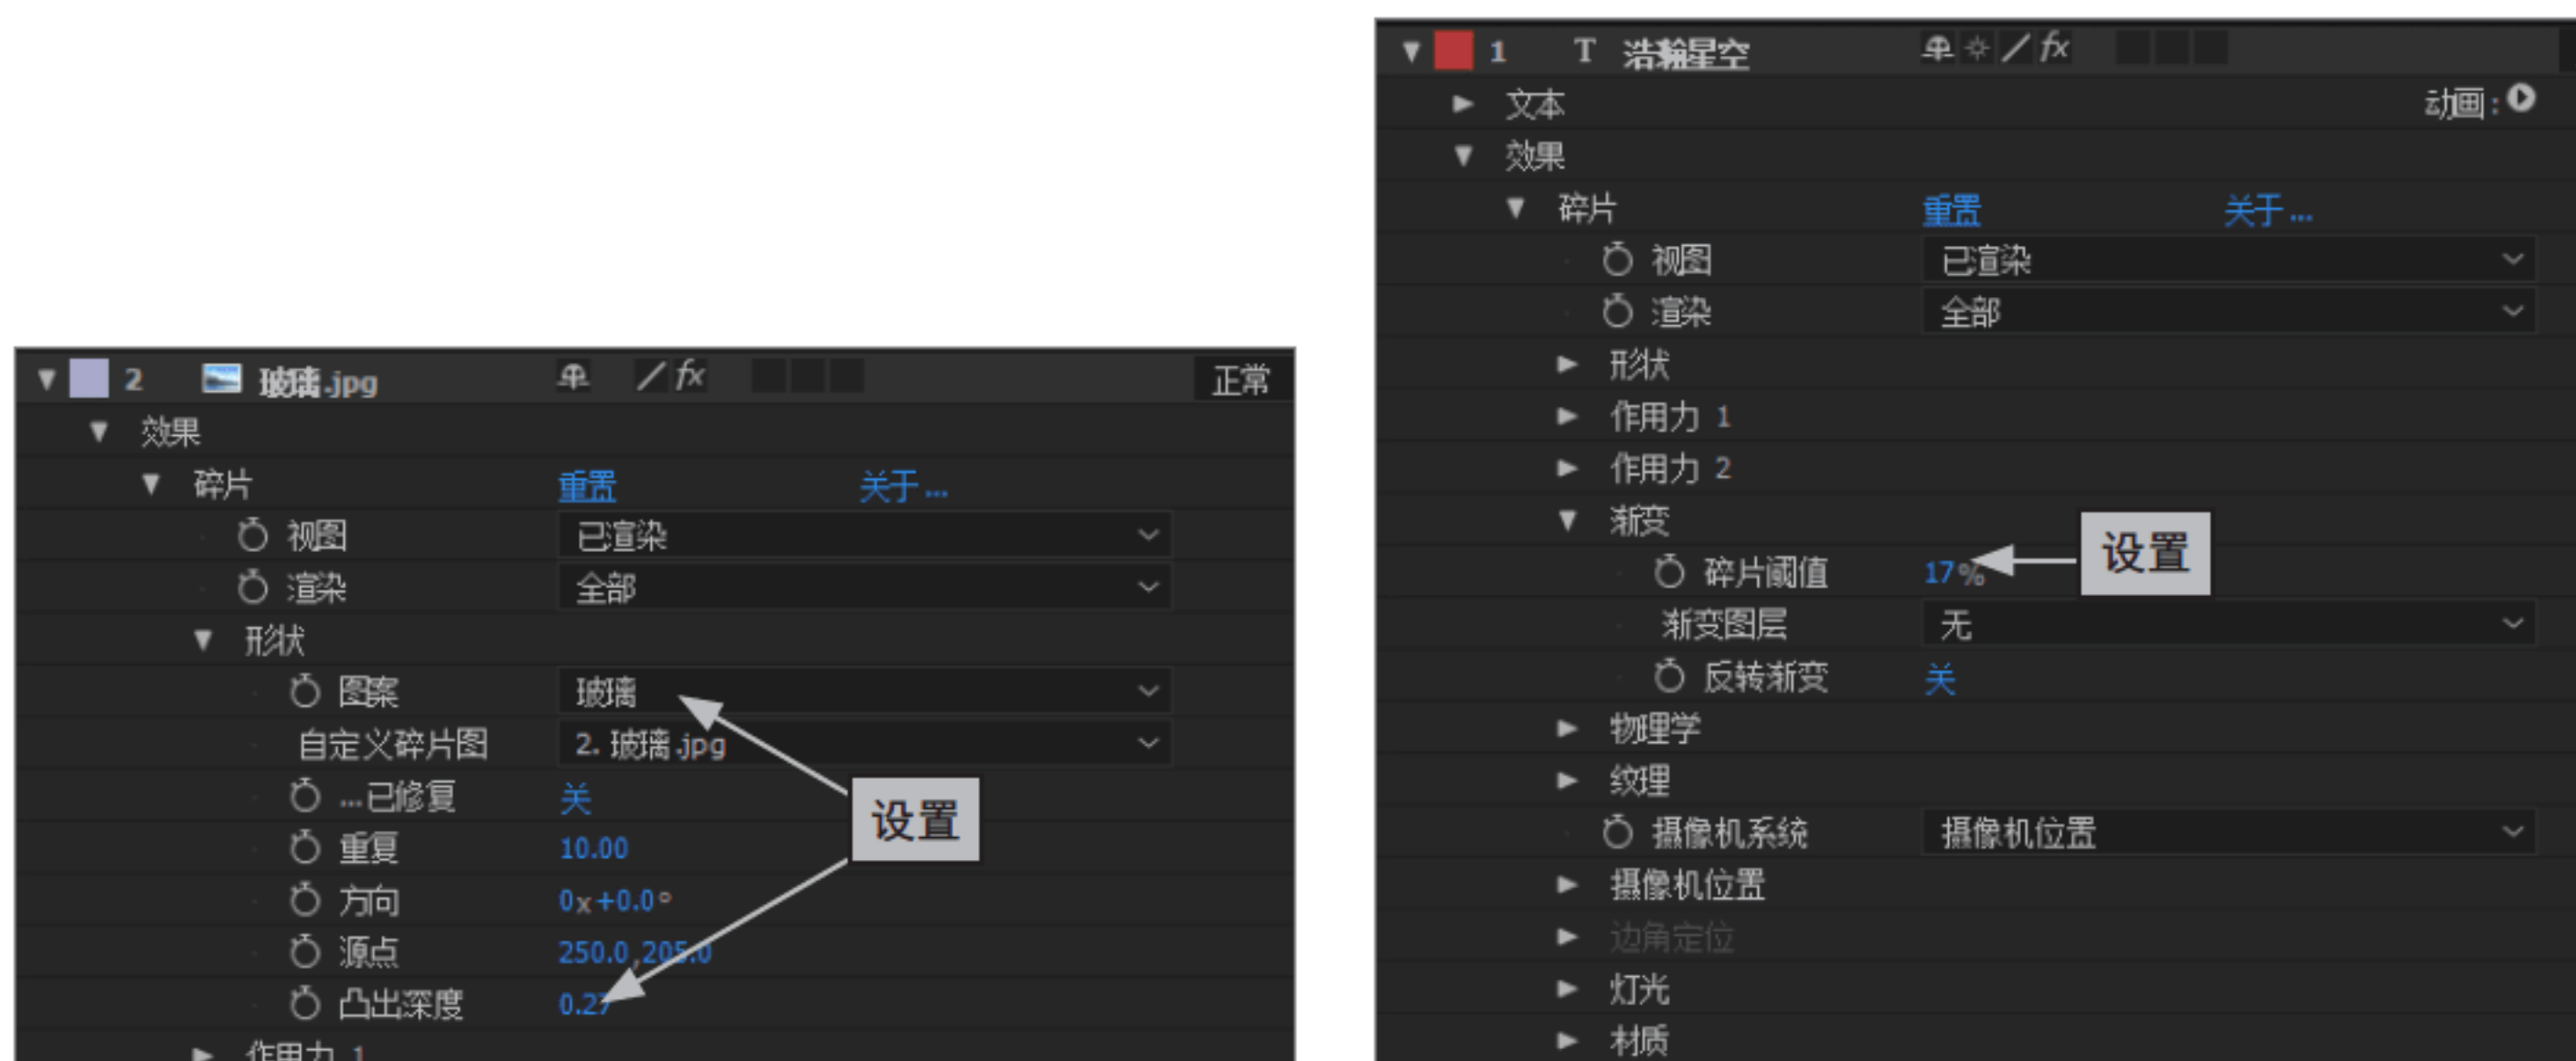 2 玻璃.jpg 正常
效果
碎片 重置 关于...
视图 已渲染
渲染 全部
形状
图案 玻璃
自定义碎片图 2. 玻璃.jpg
...已修复 关
重复 10.00
方向 0x+0.0°
源点 250.0,205.0
凸出深度 0.27
作用力 1
设置
1 T 浩瀚星空
文本 动画:
效果
碎片 重置 关于...
视图 已渲染
渲染 全部
形状
作用力 1
作用力 2
渐变
碎片阈值 17%
渐变图层 无
反转渐变 关
物理学
纹理
摄像机系统 摄像机位置
摄像机位置
边角定位
灯光
材质
设置